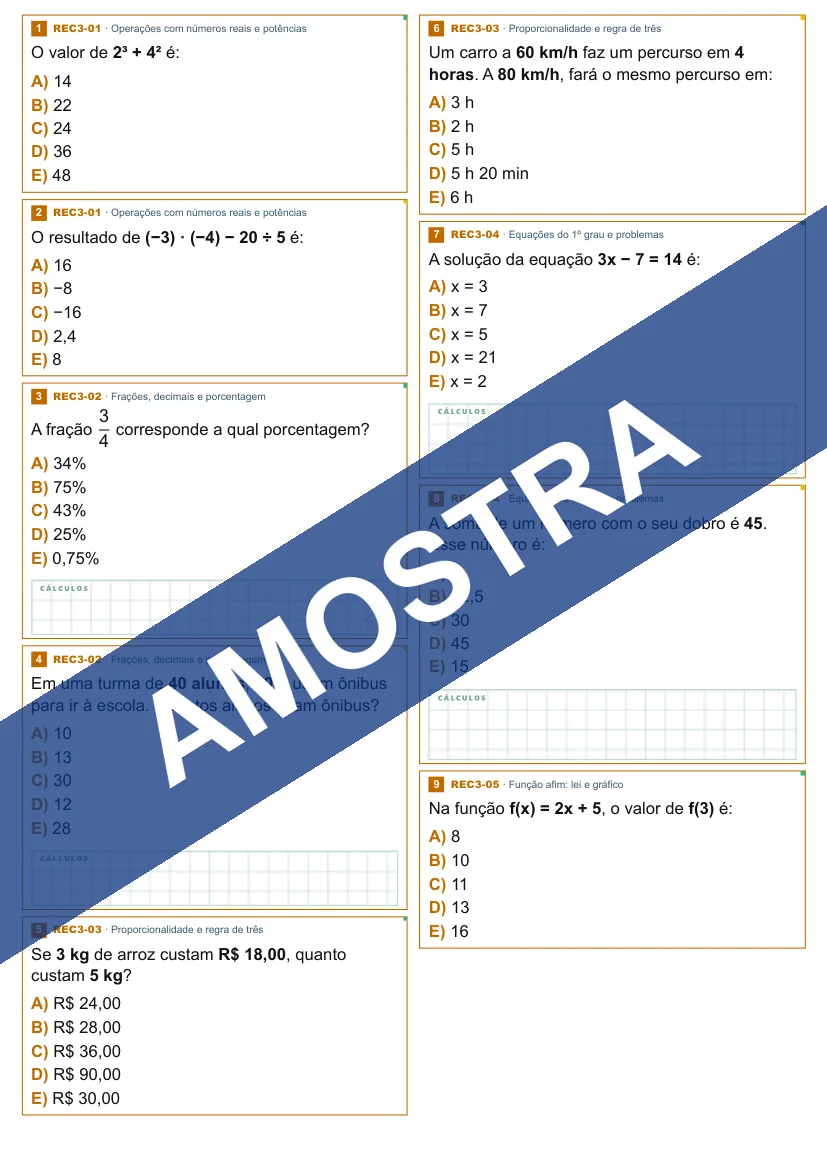 1 REC3-01 · Operações com números reais e potências
O valor de 2³ + 4² é:
A) 14
B) 22
C) 24
D) 36
E) 48
2 REC3-01 · Operações com números reais e potências
O resultado de (−3) · (−4) − 20 ÷ 5 é:
A) 16
B) −8
C) −16
D) 2,4
E) 8
3 REC3-02 · Frações, decimais e porcentagem
A fração 3/4 corresponde a qual porcentagem?
A) 34%
B) 75%
C) 43%
D) 25%
E) 0,75%
CÁLCULOS
4 REC3-02 · Frações, decimais e
Em uma turma de 40 ônibus
para ir à escola. ônibus?
A) 10
B) 13
C) 30
D) 12
E) 28
CÁLCULOS
5 REC3-03 · Proporcionalidade e regra de três
Se 3 kg de arroz custam R$ 18,00, quanto
custam 5 kg?
A) R$ 24,00
B) R$ 28,00
C) R$ 36,00
D) R$ 90,00
E) R$ 30,00
6 REC3-03 · Proporcionalidade e regra de três
Um carro a 60 km/h faz um percurso em 4
horas. A 80 km/h, fará o mesmo percurso em:
A) 3 h
B) 2 h
C) 5 h
D) 5 h 20 min
E) 6 h
7 REC3-04 · Equações do 1º grau e problemas
A solução da equação 3x − 7 = 14 é:
A) x = 3
B) x = 7
C) x = 5
D) x = 21
E) x = 2
CÁLCULOS
8
A soma de um número com o seu dobro é 45.
Esse número é:
B)
30
D) 45
E) 15
CÁLCULOS
9 REC3-05 · Função afim: lei e gráfico
Na função f(x) = 2x + 5, o valor de f(3) é:
A) 8
B) 10
C) 11
D) 13
E) 16
AMOSTRA